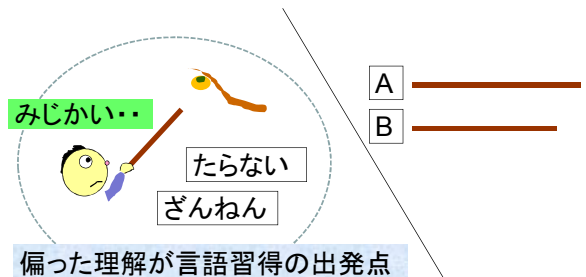 みじかい・・
たらない
ざんねん
偏った理解が言語習得の出発点
A
B